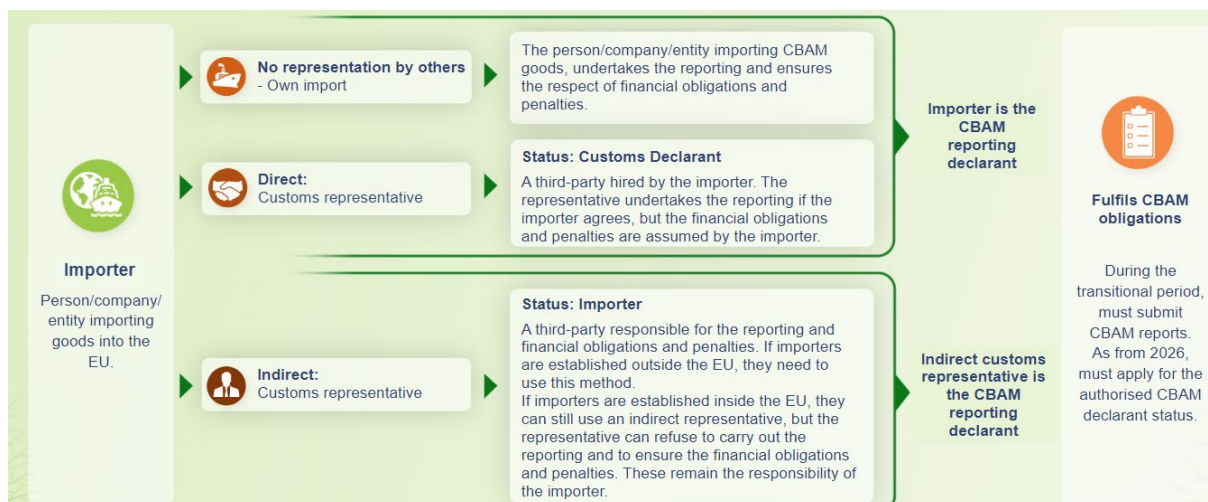 Importer
Person/company/
entity importing
goods into the
EU.
No representation by others
- Own import
The person/company/entity importing CBAM
goods, undertakes the reporting and ensures
the respect of financial obligations and
penalties.
Direct:
Customs representative
Status: Customs Declarant
A third-party hired by the importer. The
representative undertakes the reporting if the
importer agrees, but the financial obligations
and penalties are assumed by the importer.
Importer is the
CBAM
reporting
declarant
Indirect:
Customs representative
Status: Importer
A third-party responsible for the reporting and
financial obligations and penalties. If importers
are established outside the EU, they need to
use this method.
If importers are established inside the EU, they
can still use an indirect representative, but the
representative can refuse to carry out the
reporting and to ensure the financial obligations
and penalties. These remain the responsibility of
the importer.
Indirect customs
representative is
the CBAM
reporting
declarant
Fulfils CBAM
obligations
During the
transitional period,
must submit
CBAM reports.
As from 2026,
must apply for the
authorised CBAM
declarant status.